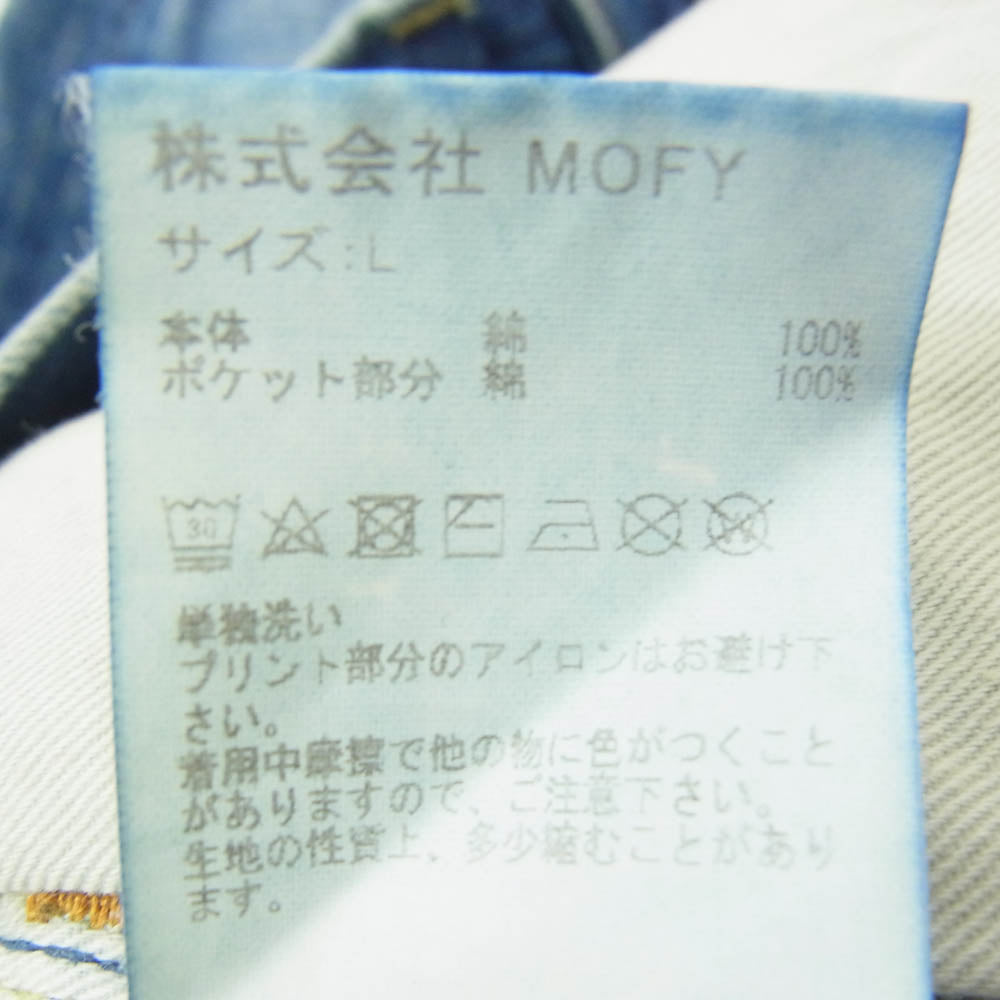 株式会社 MOFY
サイズ:L
本体 綿 100%
ポケット部分 綿 100%
30
単独洗い
プリント部分のアイロンはお避け下
さい。
着用中摩擦で他の物に色がつくこと
がありますので、ご注意下さい。
生地の性質上、多少縮むことがあり
ます。